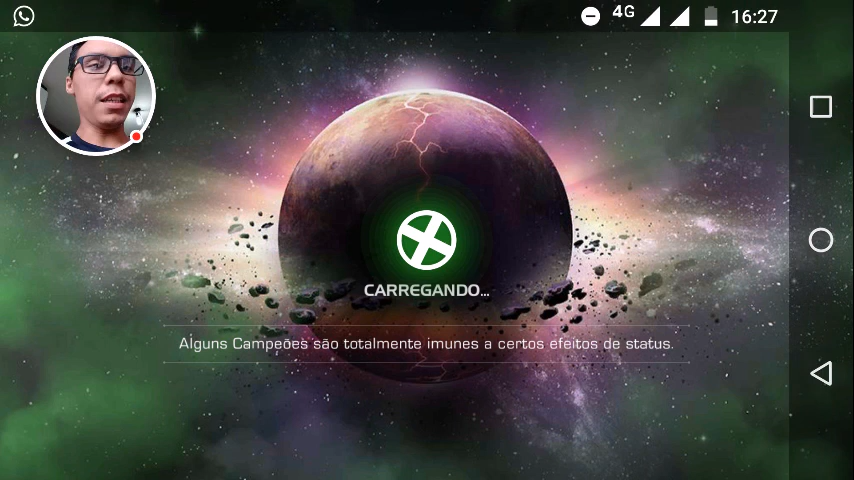 4G 16:27
CARREGANDO...
Alguns Campeões são totalmente imunes a certos efeitos de status.